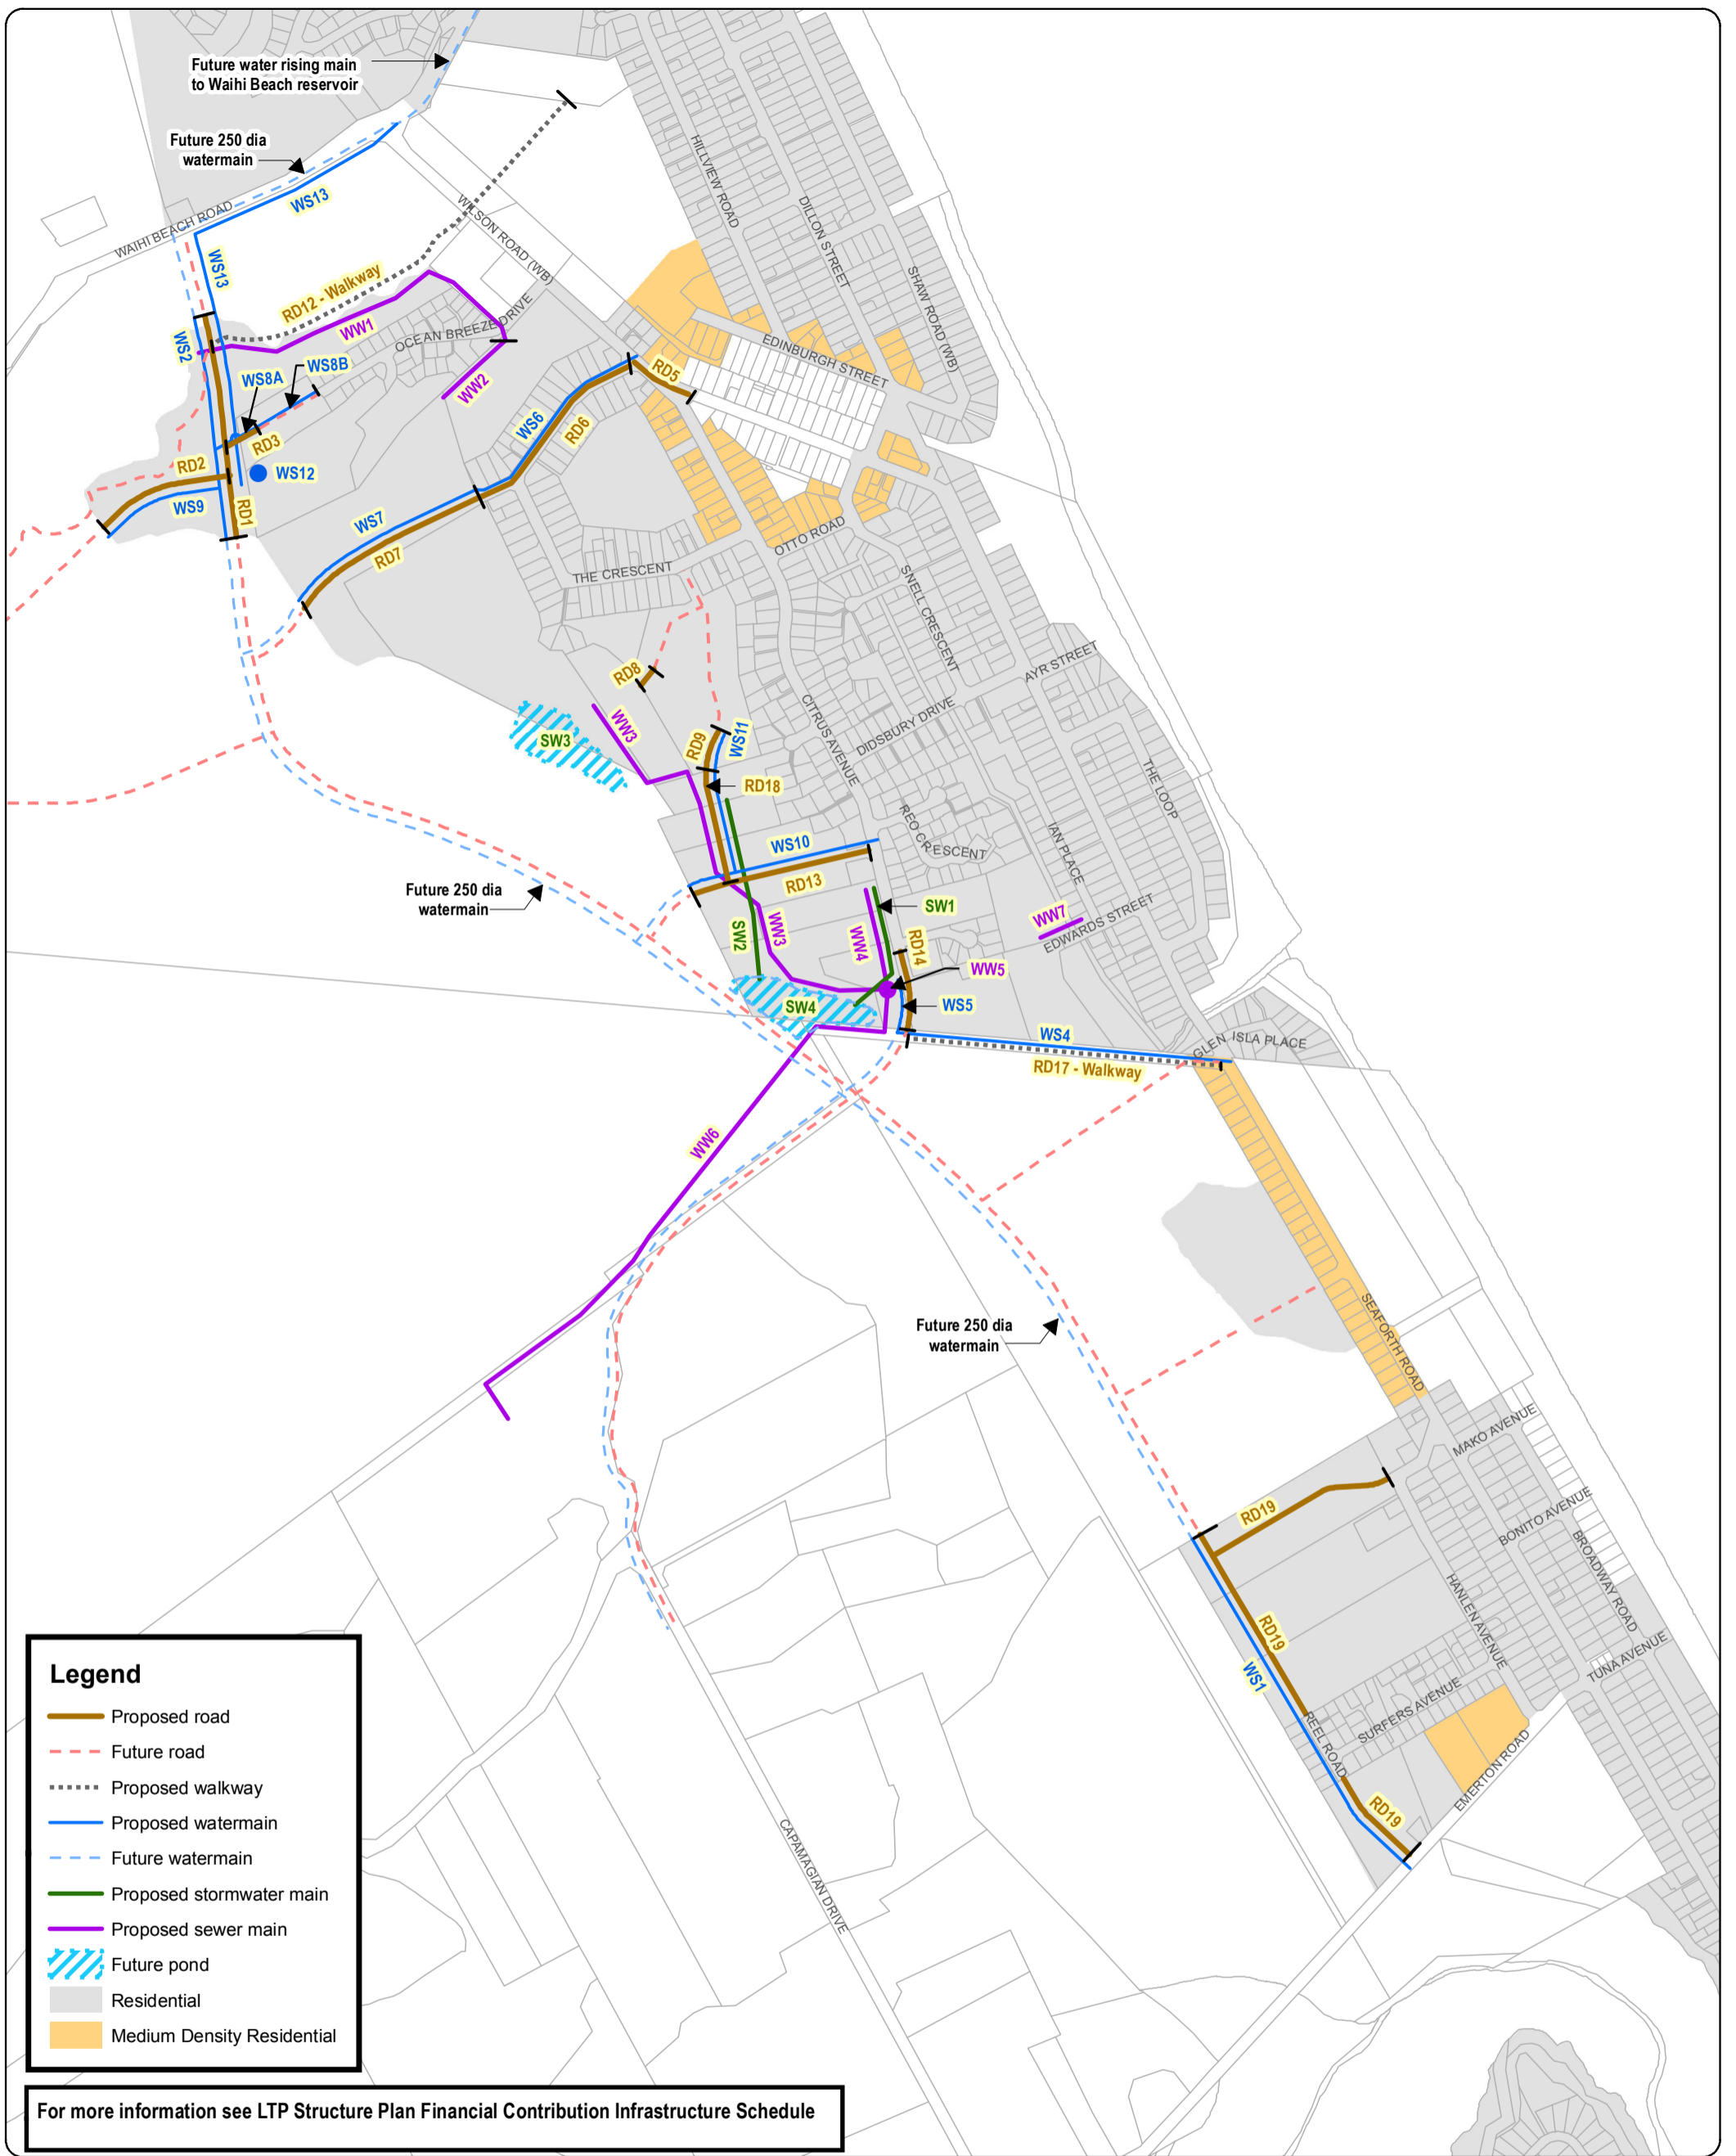 Future water rising main
to Waihi Beach reservoir
Future 250 dia
watermain
WS13
WAIHI BEACH ROAD
WILSON ROAD (WB)
HILLVIEW ROAD
DILLON STREET
SHAW ROAD (WB)
WS13
RD12 - Walkway
WS2
WW1
OCEAN BREEZE DRIVE
EDINBURGH STREET
WS8A
WS8B
WW2
RD5
WS6
RD6
RD3
RD2
WS12
WS9
RD1
WS7
RD7
OTTO ROAD
THE CRESCENT
SNELL CRESCENT
AYR STREET
RD8
WW3
SW3
RD9
WS11
CITRUS AVENUE
DIDSBURY DRIVE
THE LOOP
RD18
REO CRESCENT
IAN PLACE
WS10
RD13
Future 250 dia
watermain
SW2
WW3
WW4
SW1
RD14
WW7
EDWARDS STREET
WW5
SW4
WS5
WS4
GLEN ISLA PLACE
RD17 - Walkway
WW6
Future 250 dia
watermain
SEAFORTH ROAD
MAKO AVENUE
RD19
BONITO AVENUE
BROADWAY ROAD
HANLEN AVENUE
RD19
WS1
TUNA AVENUE
SURFERS AVENUE
REEL ROAD
EMERTON ROAD
RD19
CAPAMAGIAN DRIVE
Legend
Proposed road
Future road
Proposed walkway
Proposed watermain
Future watermain
Proposed stormwater main
Proposed sewer main
Future pond
Residential
Medium Density Residential
For more information see LTP Structure Plan Financial Contribution Infrastructure Schedule